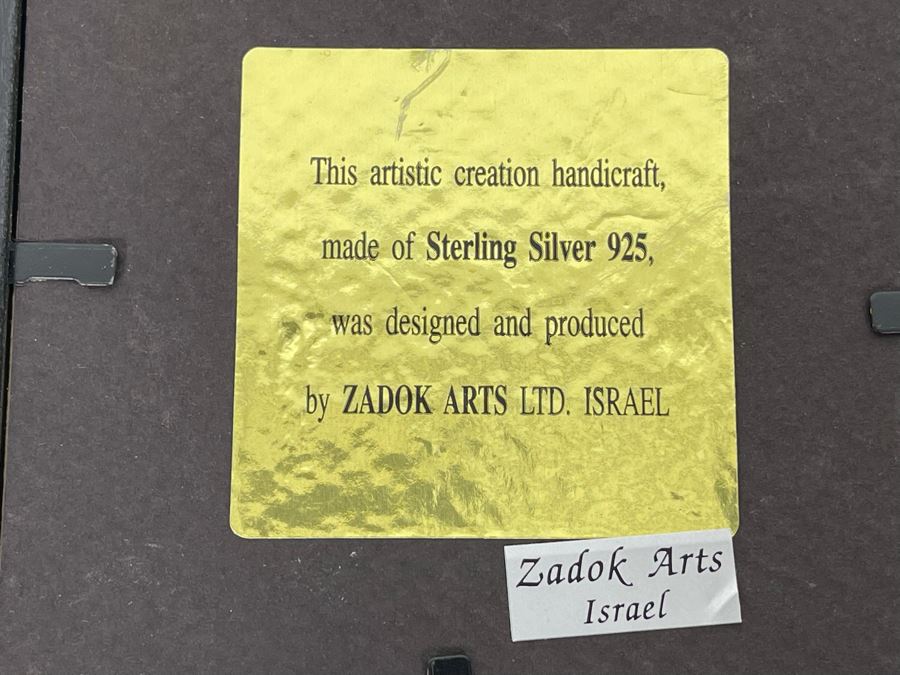 This artistic creation handicraft,
made of Sterling Silver 925,
was designed and produced
by ZADOK ARTS LTD. ISRAEL
Zadok Arts
Israel